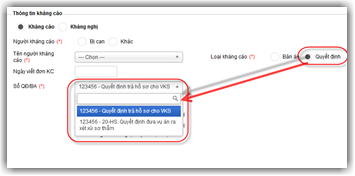 Thông tin kháng cáo
Kháng cáo Kháng nghị
Người kháng cáo (*) Bị can Khác
Tên người kháng cáo (*) --- Chọn --- Loại kháng cáo (*) Bản án Quyết định
Ngày viết đơn KC
Số QĐ/BA (*) 123456 - Quyết định trả hồ sơ cho VKS
123456 - Quyết định trả hồ sơ cho VKS
123456 - 20-HS. Quyết định đưa vụ án ra
xét xử sơ thẩm